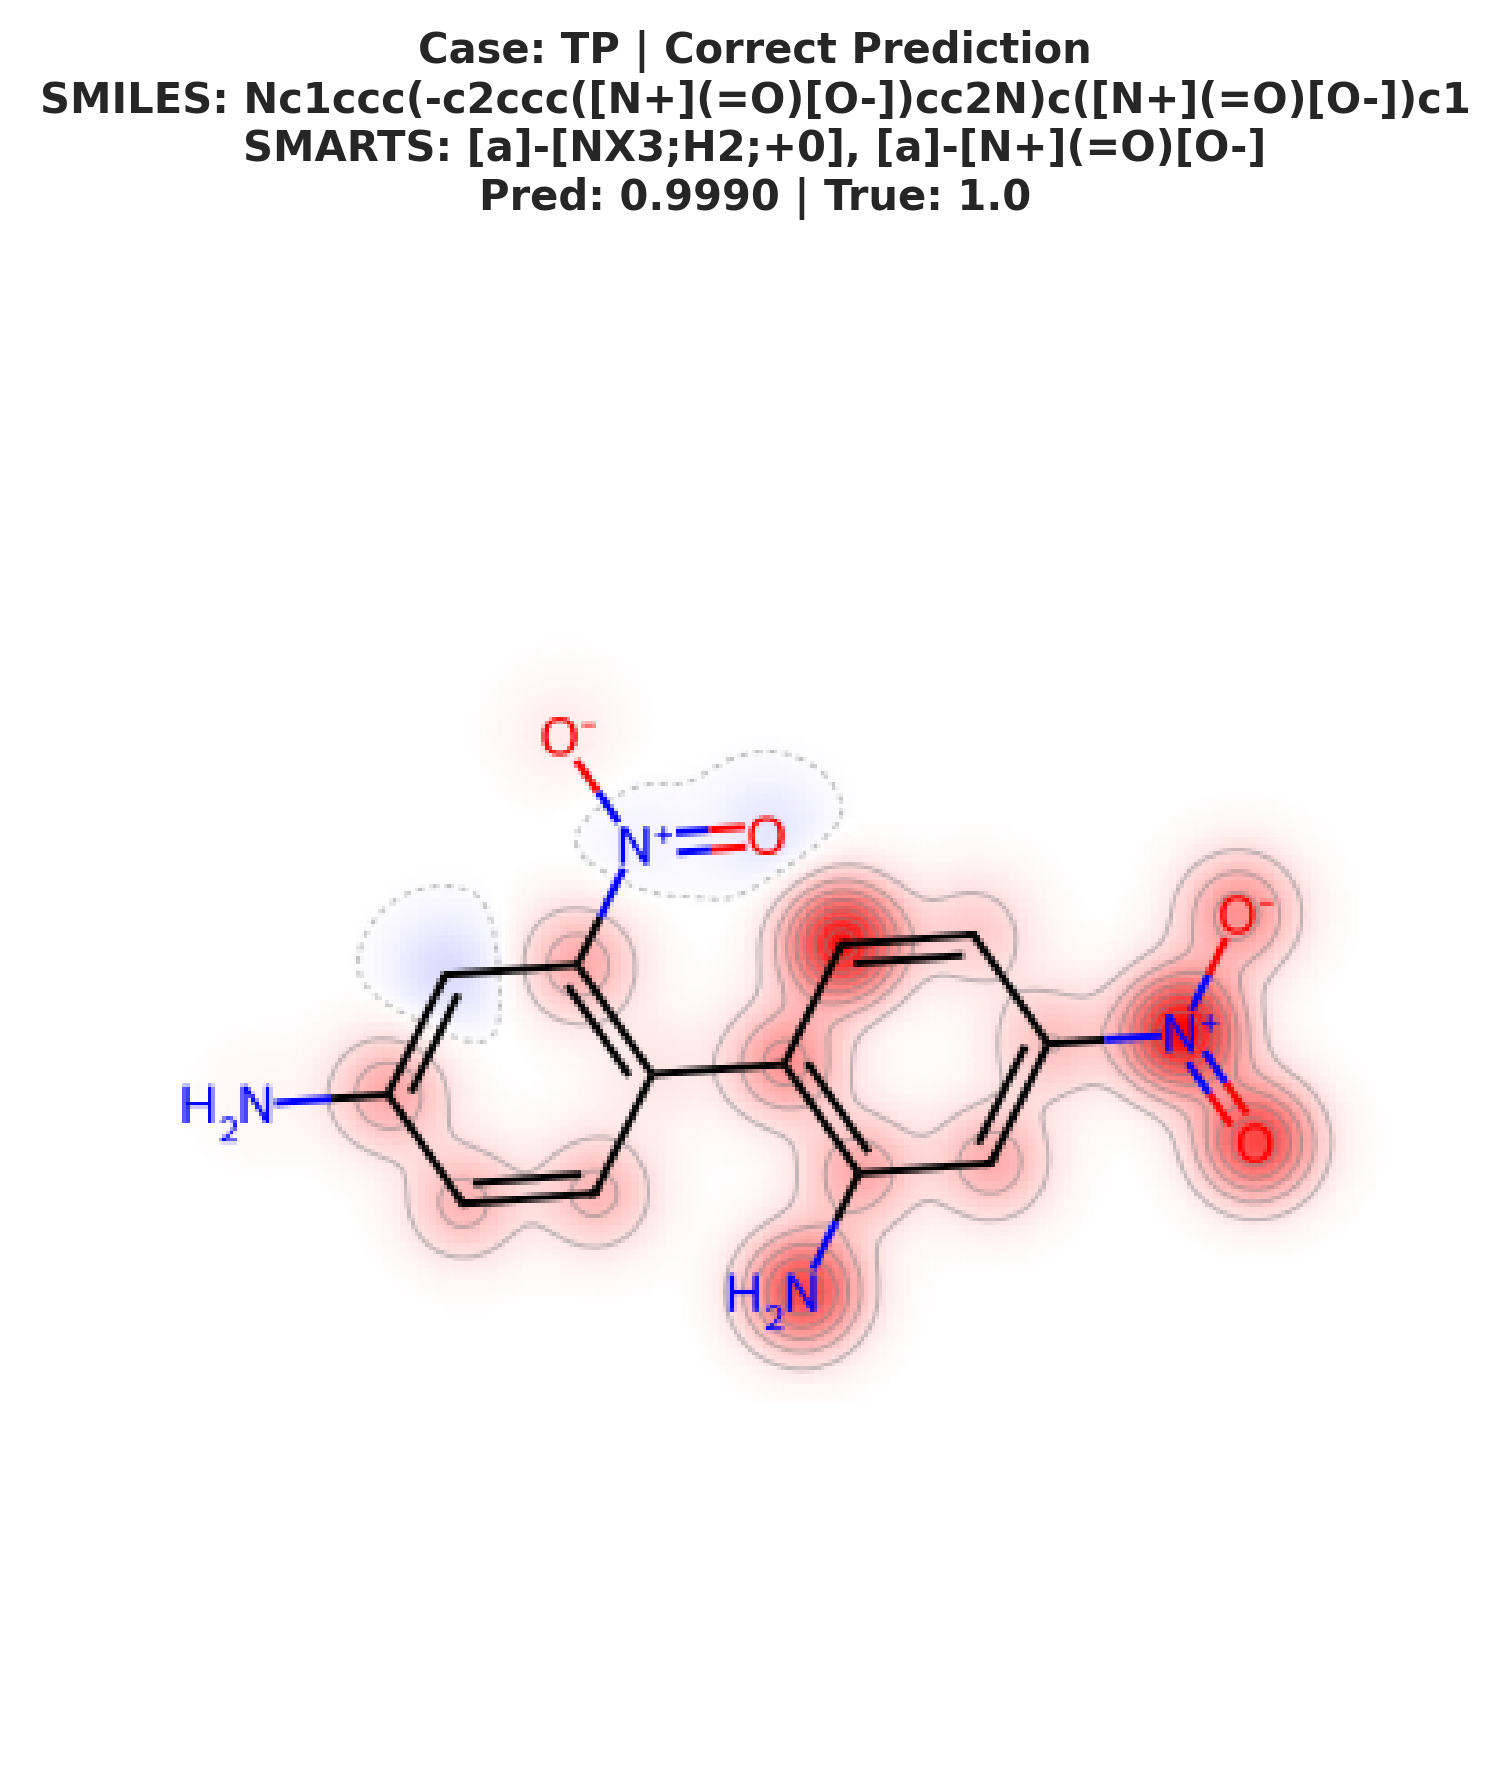 Case: TP | Correct Prediction
SMILES: Nc1ccc(-c2ccc([N+](=O)[O-])cc2N)c([N+](=O)[O-])c1
SMARTS: [a]-[NX3;H2;+0], [a]-[N+](=O)[O-]
Pred: 0.9990 | True: 1.0
O⁻
N⁺ O
O⁻
N⁺
H₂N
O
H₂N